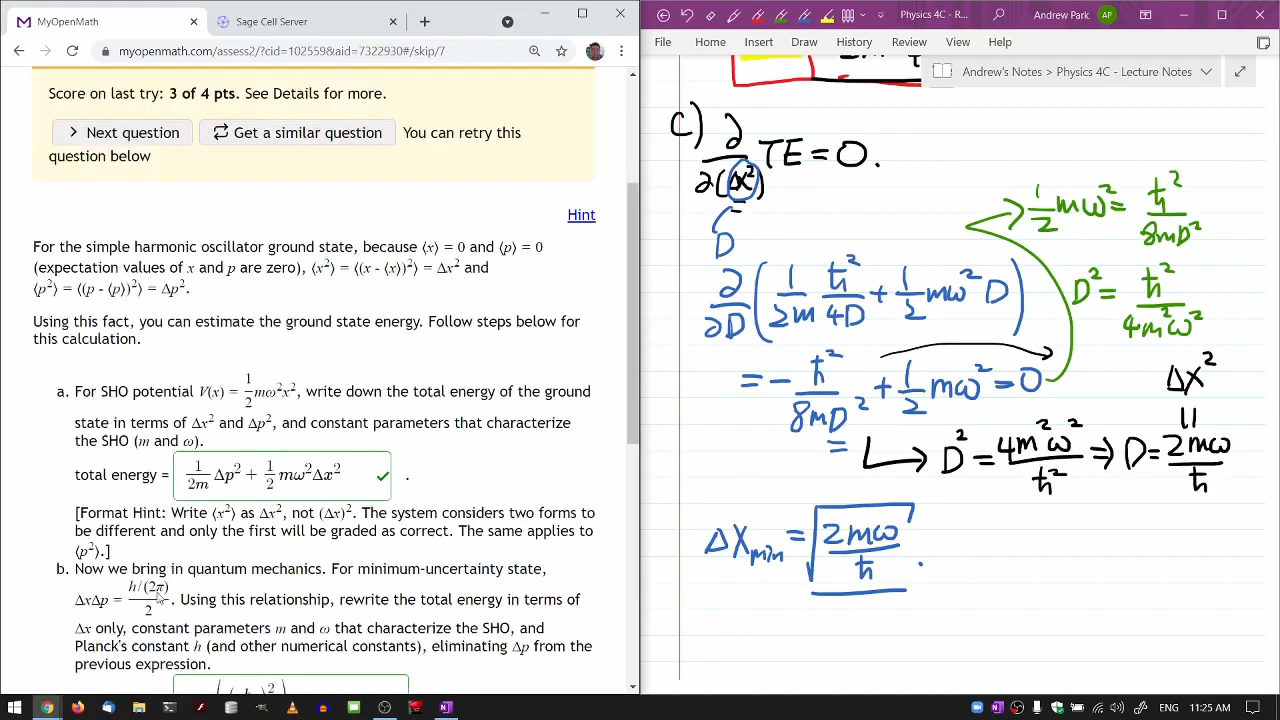 MyOpenMath
Sage Cell Server
myopenmath.com/assess2/?cid=102559&aid=7322930#/skip/7
Score on last try: 3 of 4 pts. See Details for more.
Next question
Get a similar question
You can retry this
question below
Hint
For the simple harmonic oscillator ground state, because ⟨x⟩ = 0 and ⟨p⟩ = 0
(expectation values of x and p are zero), ⟨x²⟩ = ⟨(x - ⟨x⟩)²⟩ = Δx² and
⟨p²⟩ = ⟨(p - ⟨p⟩)²⟩ = Δp².
Using this fact, you can estimate the ground state energy. Follow steps below for
this calculation.
a. For SHO potential V(x) = 1/2 mω²x², write down the total energy of the ground
state in terms of Δx² and Δp², and constant parameters that characterize
the SHO (m and ω).
total energy = 1/2m Δp² + 1/2 mω²Δx² .
[Format Hint: Write ⟨x²⟩ as Δx², not (Δx)². The system considers two forms to
be different and only the first will be graded as correct. The same applies to
⟨p²⟩.]
b. Now we bring in quantum mechanics. For minimum-uncertainty state,
ΔxΔp = h/(2π)/2. Using this relationship, rewrite the total energy in terms of
Δx only, constant parameters m and ω that characterize the SHO, and
Planck's constant h (and other numerical constants), eliminating Δp from the
previous expression.
Physics 4C - Lecture Notes
Andrew Park
AP
File Home Insert Draw History Review View Help
Andrew's Notes > Physics 4C - Lecture Notes
C) ∂/∂(Δx²) TE = 0.
D
∂/∂D (1/2m ħ²/4D + 1/2 mω² D)
= - ħ²/8mD² + 1/2 mω² = 0
1/2 mω² = ħ²/8mD²
D² = ħ²/4m²ω²
Δx²
=
D² = 4m²ω²/ħ² ⇒ D = 2mω/ħ
ΔXmin = √(2mω/ħ) .
ENG
11:25 AM